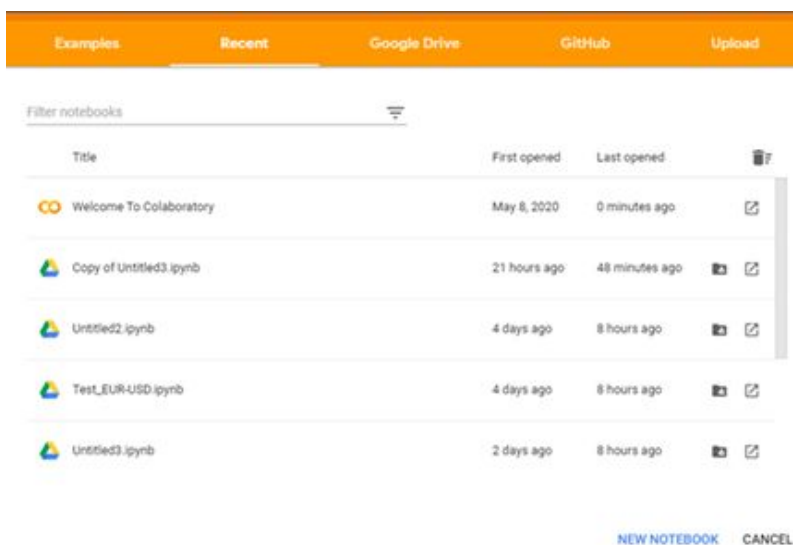 Examples Recent Google Drive GitHub Upload
Filter notebooks
Title First opened Last opened
Welcome To Colaboratory May 8, 2020 0 minutes ago
Copy of Untitled3.ipynb 21 hours ago 48 minutes ago
Untitled2.ipynb 4 days ago 8 hours ago
Test_EUR-USD.ipynb 4 days ago 8 hours ago
Untitled3.ipynb 2 days ago 8 hours ago
NEW NOTEBOOK CANCEL